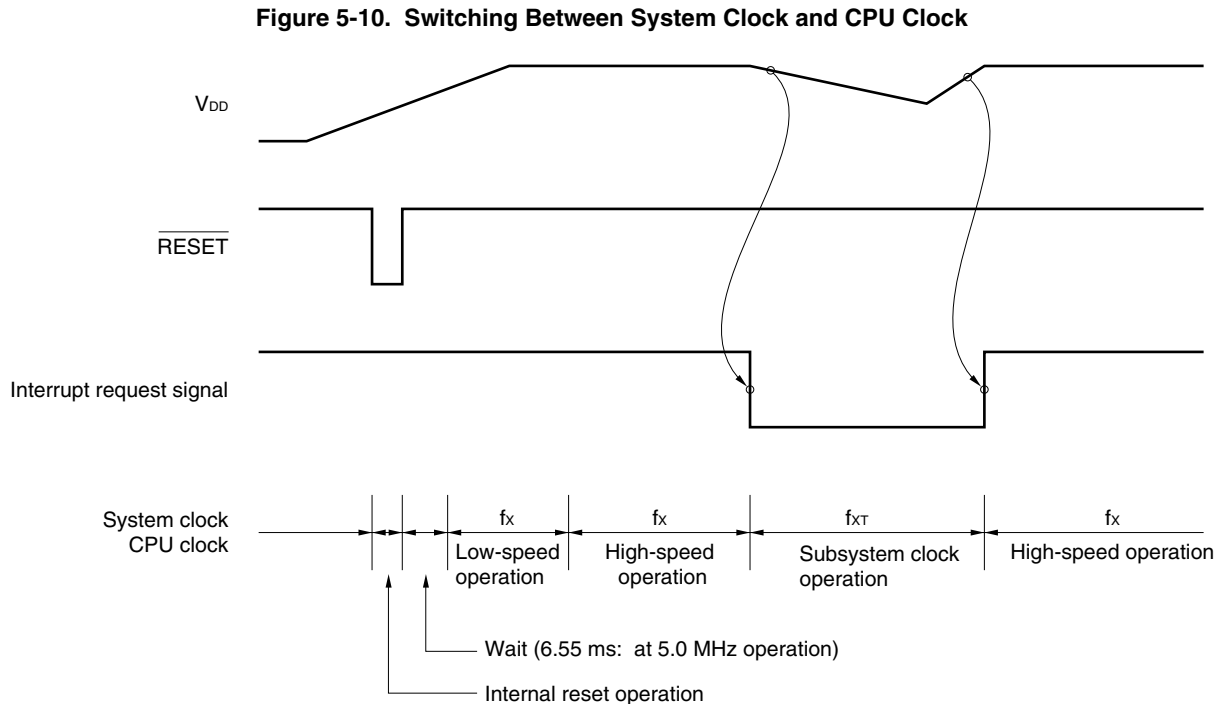 Figure 5-10. Switching Between System Clock and CPU Clock
VDD
RESET
Interrupt request signal
System clock
CPU clock
fX
Low-speed
operation
fX
High-speed
operation
fXT
Subsystem clock
operation
fX
High-speed operation
Wait (6.55 ms: at 5.0 MHz operation)
Internal reset operation